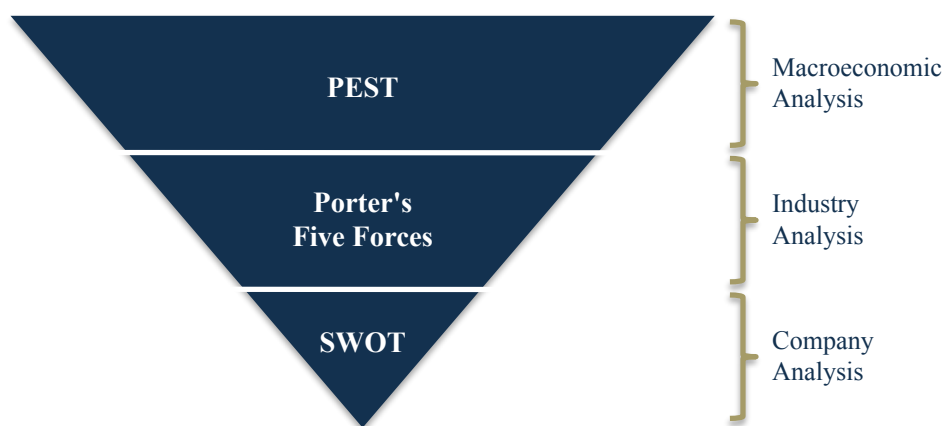 PEST
Macroeconomic
Analysis
Porter's
Five Forces
Industry
Analysis
SWOT
Company
Analysis